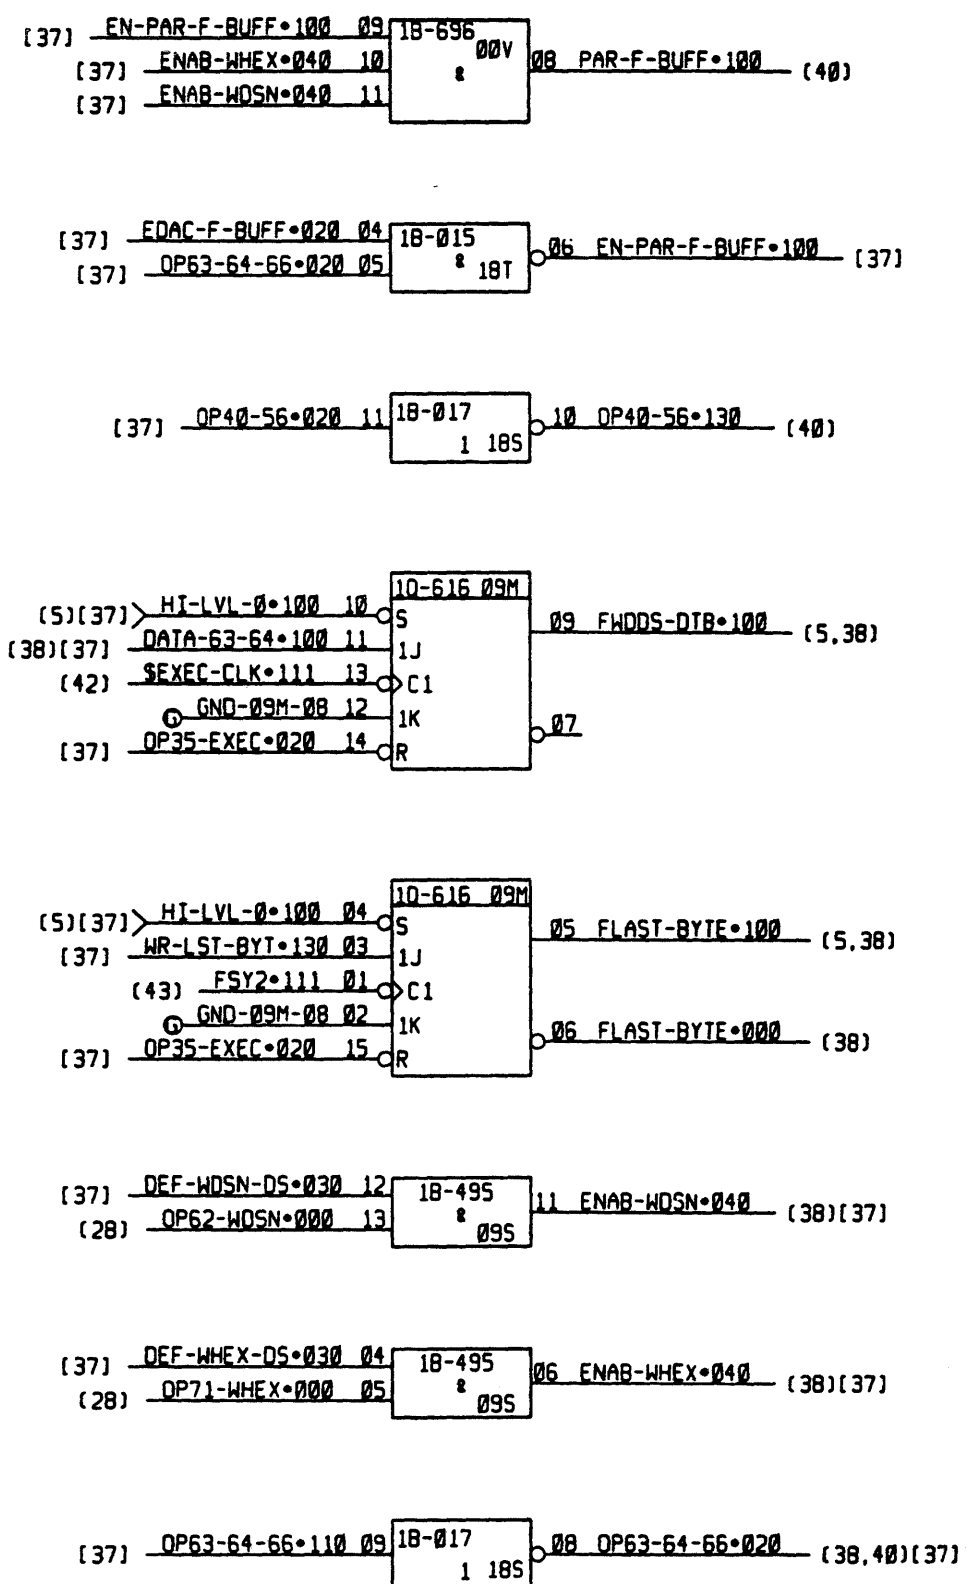 [37] EN-PAR-F-BUFF•100 09 1B-696 00V & 08 PAR-F-BUFF•100 (40)
[37] ENAB-WHEX•040 10
[37] ENAB-WDSN•040 11
[37] EDAC-F-BUFF•020 04 1B-015 & 18T 06 EN-PAR-F-BUFF•100 [37]
[37] OP63-64-66•020 05
[37] OP40-56•020 11 1B-017 1 18S 10 OP40-56•130 (40)
1D-616 09M
(5)[37] HI-LVL-0•100 10 S 09 FWDDS-DTB•100 (5,38)
(38)[37] DATA-63-64•100 11 1J
(42) $EXEC-CLK•111 13 C1
G GND-09M-08 12 1K 07
[37] OP35-EXEC•020 14 R
1D-616 09M
(5)[37] HI-LVL-0•100 04 S 05 FLAST-BYTE•100 (5,38)
[37] WR-LST-BYT•130 03 1J
(43) FSY2•111 01 C1
G GND-09M-08 02 1K 06 FLAST-BYTE•000 (38)
[37] OP35-EXEC•020 15 R
[37] DEF-WDSN-DS•030 12 1B-495 & 09S 11 ENAB-WDSN•040 (38)[37]
(28) OP62-WDSN•000 13
[37] DEF-WHEX-DS•030 04 1B-495 & 09S 06 ENAB-WHEX•040 (38)[37]
(28) OP71-WHEX•000 05
[37] OP63-64-66•110 09 1B-017 1 18S 08 OP63-64-66•020 (38,40)[37]